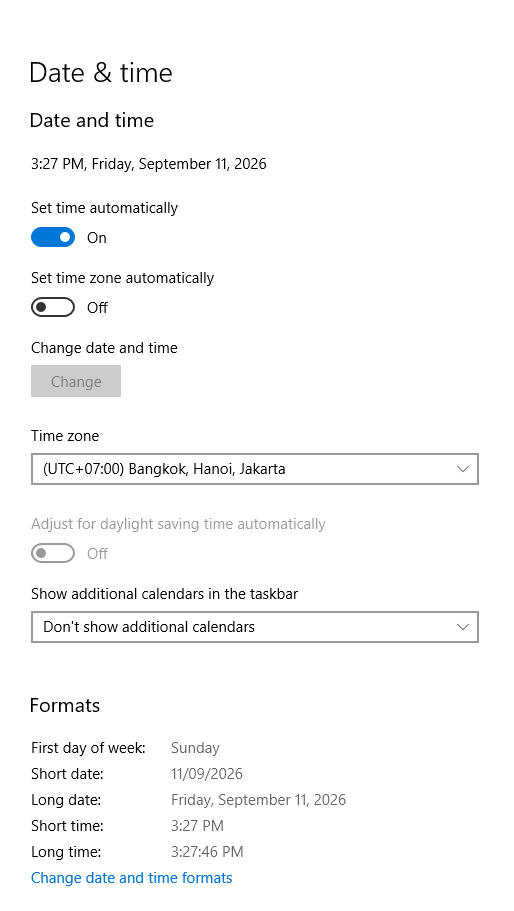 Date & time
Date and time
3:27 PM, Friday, September 11, 2026
Set time automatically
On
Set time zone automatically
Off
Change date and time
Change
Time zone
(UTC+07:00) Bangkok, Hanoi, Jakarta
Adjust for daylight saving time automatically
Off
Show additional calendars in the taskbar
Don't show additional calendars
Formats
First day of week: Sunday
Short date: 11/09/2026
Long date: Friday, September 11, 2026
Short time: 3:27 PM
Long time: 3:27:46 PM
Change date and time formats